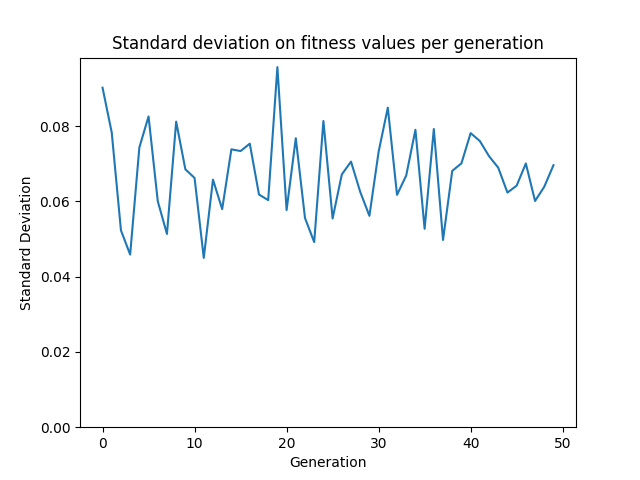 Standard deviation on fitness values per generation
Standard Deviation
0.08
0.06
0.04
0.02
0.00
0 10 20 30 40 50
Generation